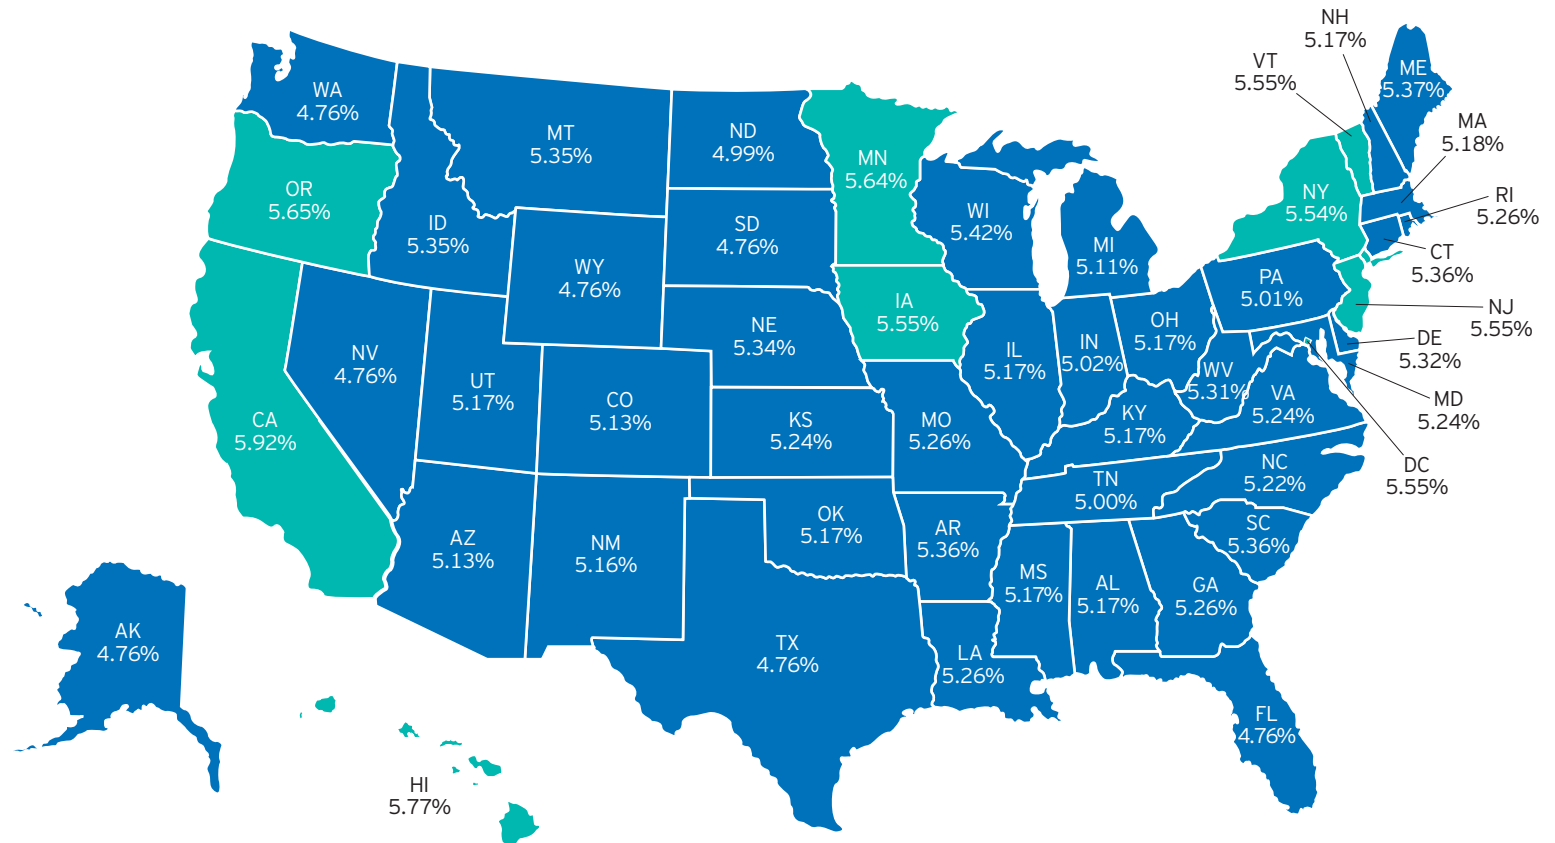 NH
5.17%
VT
5.55%
ME
5.37%
WA
4.76%
MT
5.35%
ND
4.99%
MN
5.64%
MA
5.18%
OR
5.65%
ID
5.35%
SD
4.76%
WI
5.42%
MI
5.11%
NY
5.54%
RI
5.26%
CT
5.36%
WY
4.76%
PA
5.01%
IA
5.55%
NJ
5.55%
NE
5.34%
OH
5.17%
IN
5.02%
IL
5.17%
DE
5.32%
NV
4.76%
UT
5.17%
WV
5.31%
VA
5.24%
MD
5.24%
CO
5.13%
CA
5.92%
KS
5.24%
MO
5.26%
KY
5.17%
DC
5.55%
NC
5.22%
TN
5.00%
OK
5.17%
AR
5.36%
SC
5.36%
AZ
5.13%
NM
5.16%
MS
5.17%
AL
5.17%
GA
5.26%
AK
4.76%
TX
4.76%
LA
5.26%
FL
4.76%
HI
5.77%